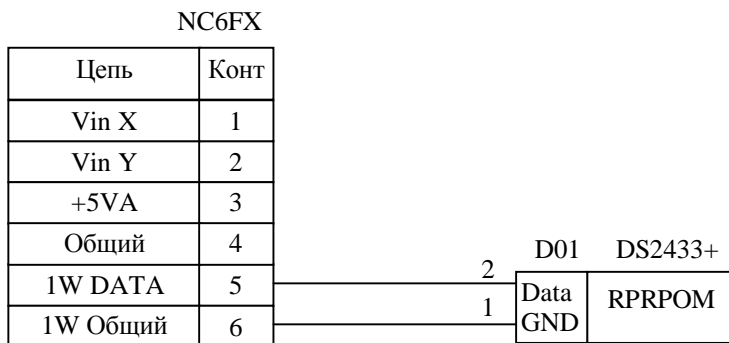 NC6FX
Цепь Конт
Vin X 1
Vin Y 2
+5VA 3
Общий 4
D01 DS2433+
1W DATA 5 2 Data RPRPOM
1W Общий 6 1 GND